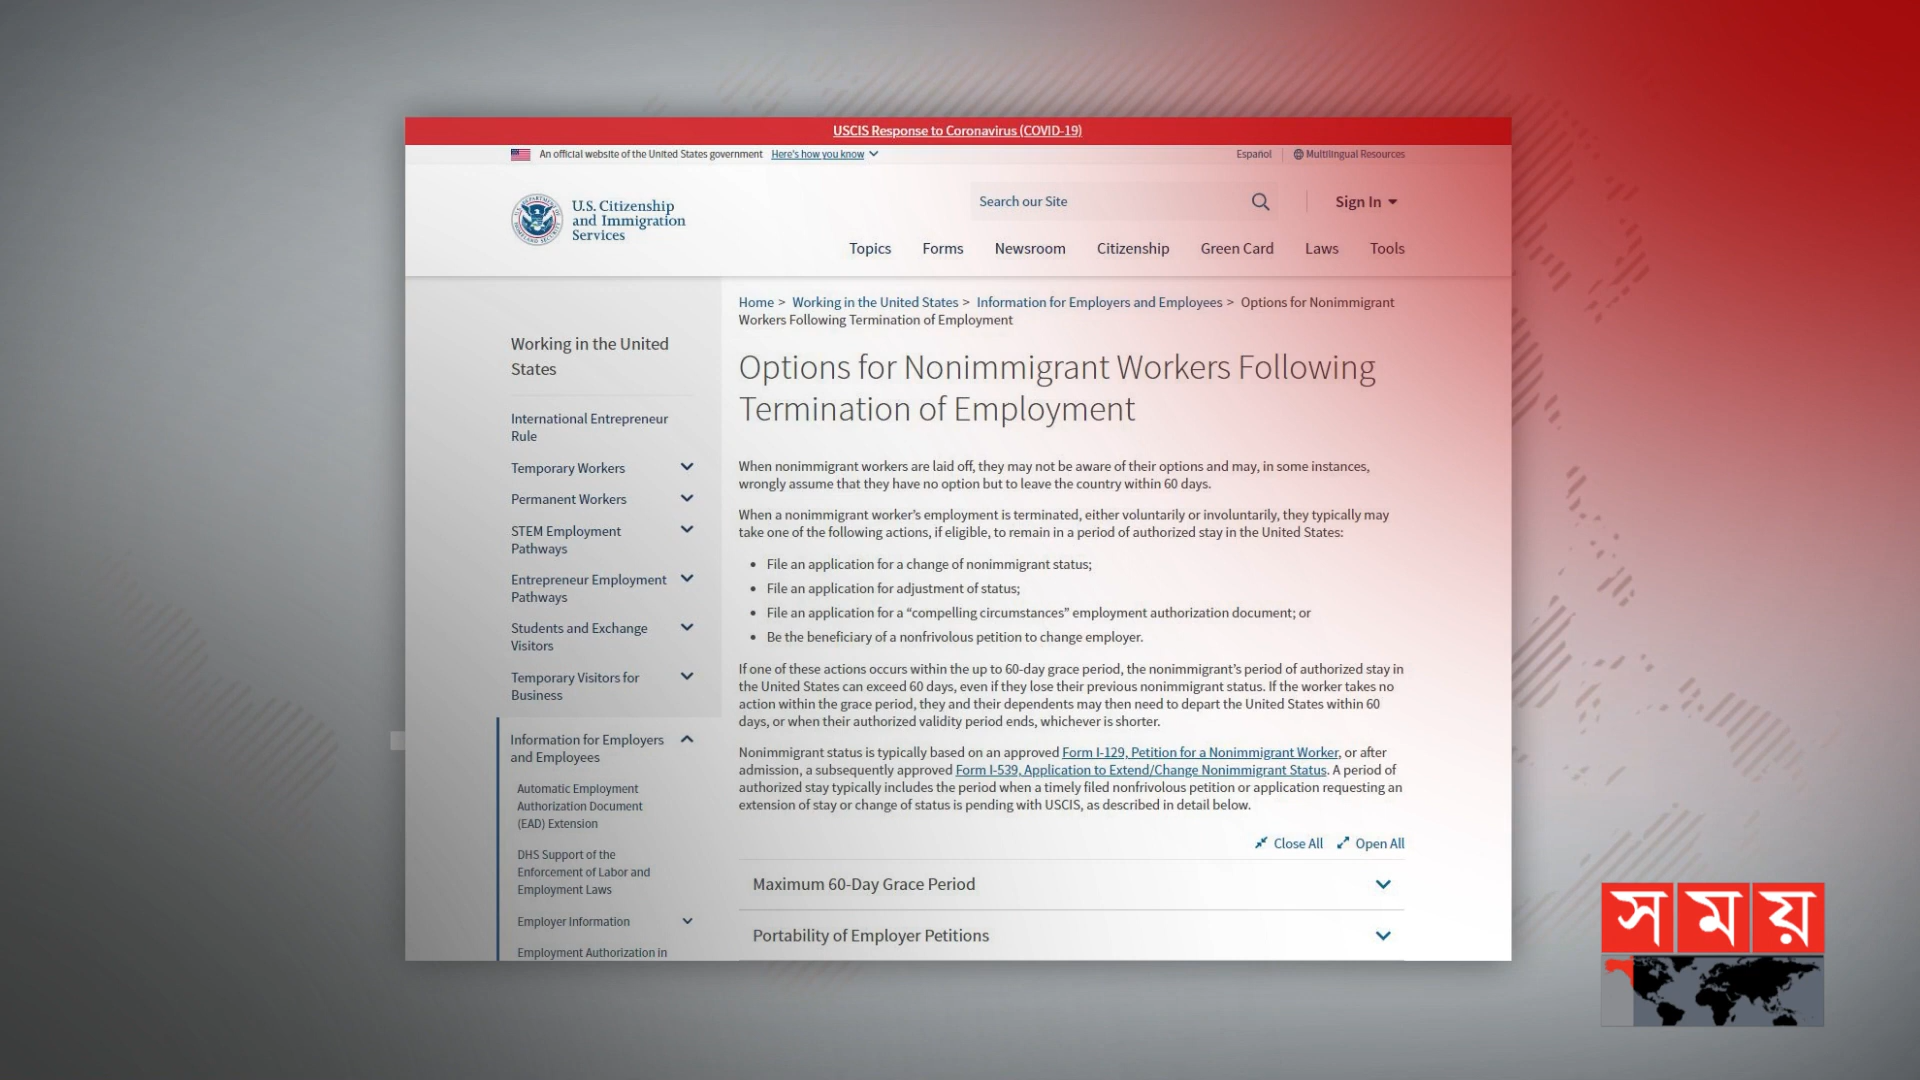 USCIS Response to Coronavirus (COVID-19)
An official website of the United States government Here's how you know
Español Multilingual Resources
U.S. Citizenship
and Immigration
Services
Search our Site
Sign In
Topics Forms Newsroom Citizenship Green Card Laws Tools
Home > Working in the United States > Information for Employers and Employees > Options for Nonimmigrant
Workers Following Termination of Employment
Working in the United
States
International Entrepreneur
Rule
Temporary Workers
Permanent Workers
STEM Employment
Pathways
Entrepreneur Employment
Pathways
Students and Exchange
Visitors
Temporary Visitors for
Business
Information for Employers
and Employees
Automatic Employment
Authorization Document
(EAD) Extension
DHS Support of the
Enforcement of Labor and
Employment Laws
Employer Information
Employment Authorization in
Options for Nonimmigrant Workers Following
Termination of Employment
When nonimmigrant workers are laid off, they may not be aware of their options and may, in some instances,
wrongly assume that they have no option but to leave the country within 60 days.
When a nonimmigrant worker's employment is terminated, either voluntarily or involuntarily, they typically may
take one of the following actions, if eligible, to remain in a period of authorized stay in the United States:
• File an application for a change of nonimmigrant status;
• File an application for adjustment of status;
• File an application for a “compelling circumstances” employment authorization document; or
• Be the beneficiary of a nonfrivolous petition to change employer.
If one of these actions occurs within the up to 60-day grace period, the nonimmigrant's period of authorized stay in
the United States can exceed 60 days, even if they lose their previous nonimmigrant status. If the worker takes no
action within the grace period, they and their dependents may then need to depart the United States within 60
days, or when their authorized validity period ends, whichever is shorter.
Nonimmigrant status is typically based on an approved Form I-129, Petition for a Nonimmigrant Worker, or after
admission, a subsequently approved Form I-539, Application to Extend/Change Nonimmigrant Status. A period of
authorized stay typically includes the period when a timely filed nonfrivolous petition or application requesting an
extension of stay or change of status is pending with USCIS, as described in detail below.
Close All Open All
Maximum 60-Day Grace Period
Portability of Employer Petitions
সময়